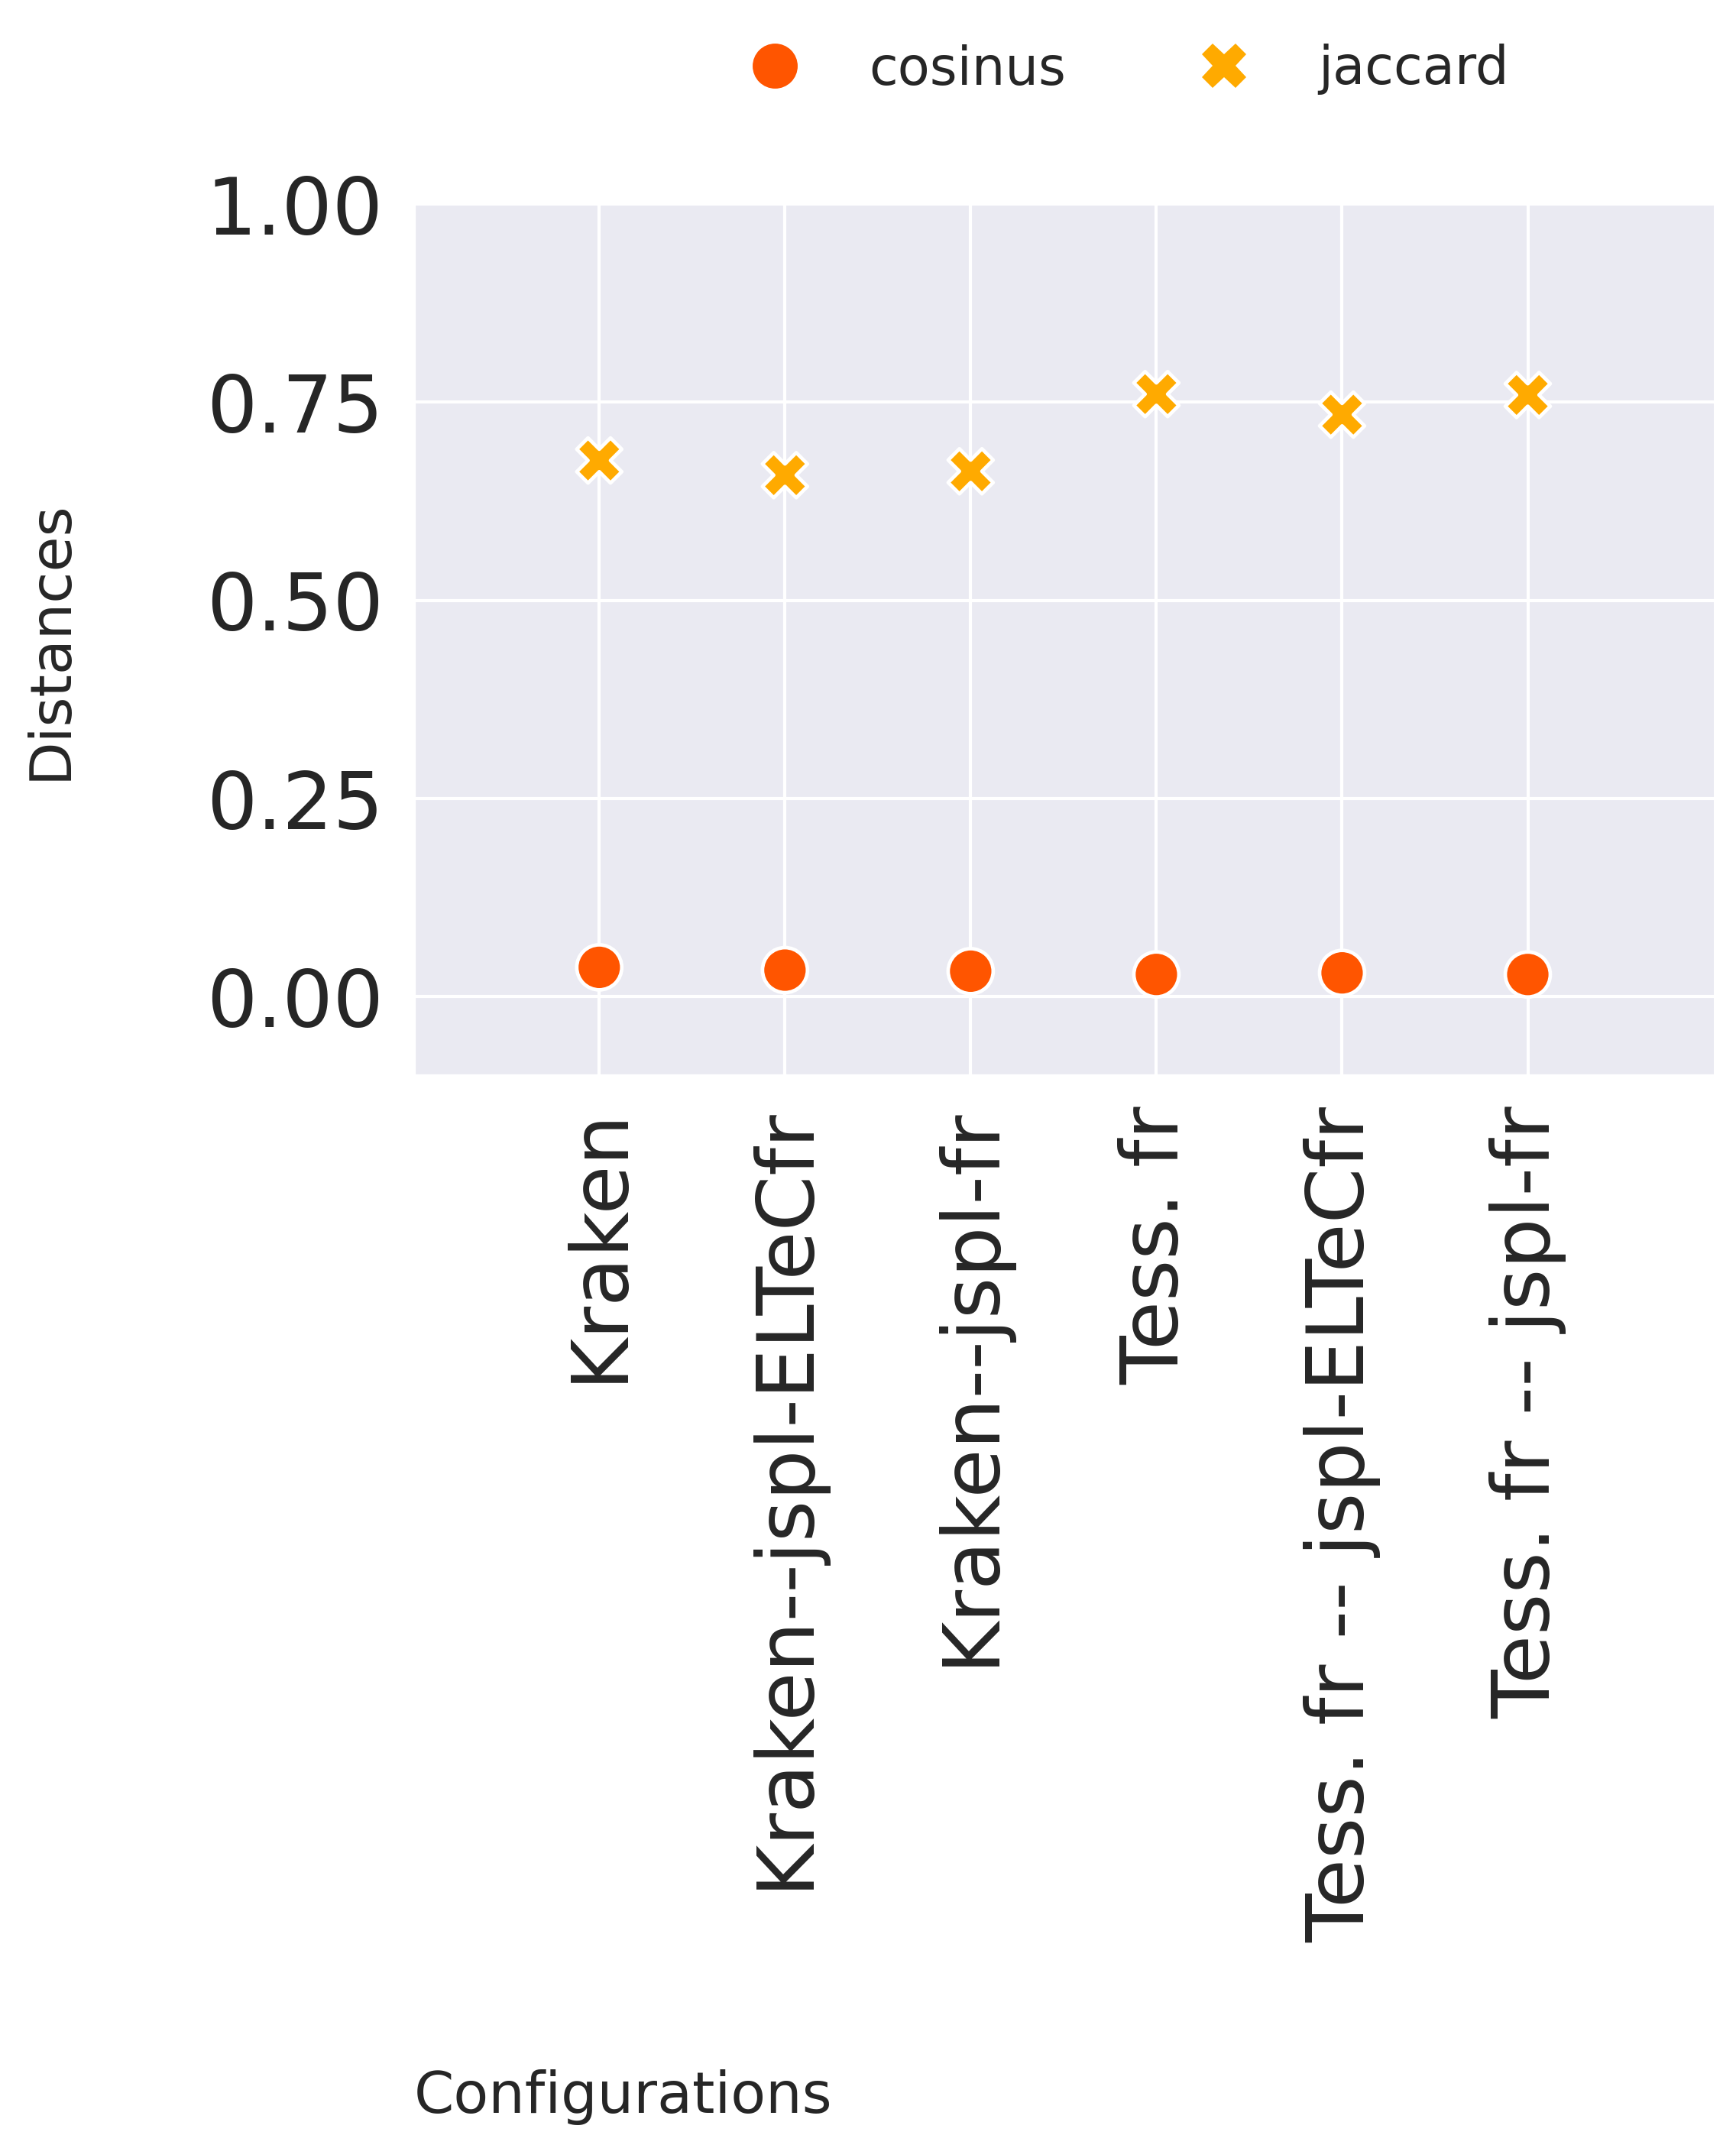 cosinus jaccard
1.00
0.75
0.50
0.25
0.00
Distances
Kraken
Kraken--jspl-ELTeCfr
Kraken--jspl-fr
Tess. fr
Tess. fr -- jspl-ELTeCfr
Tess. fr -- jspl-fr
Configurations